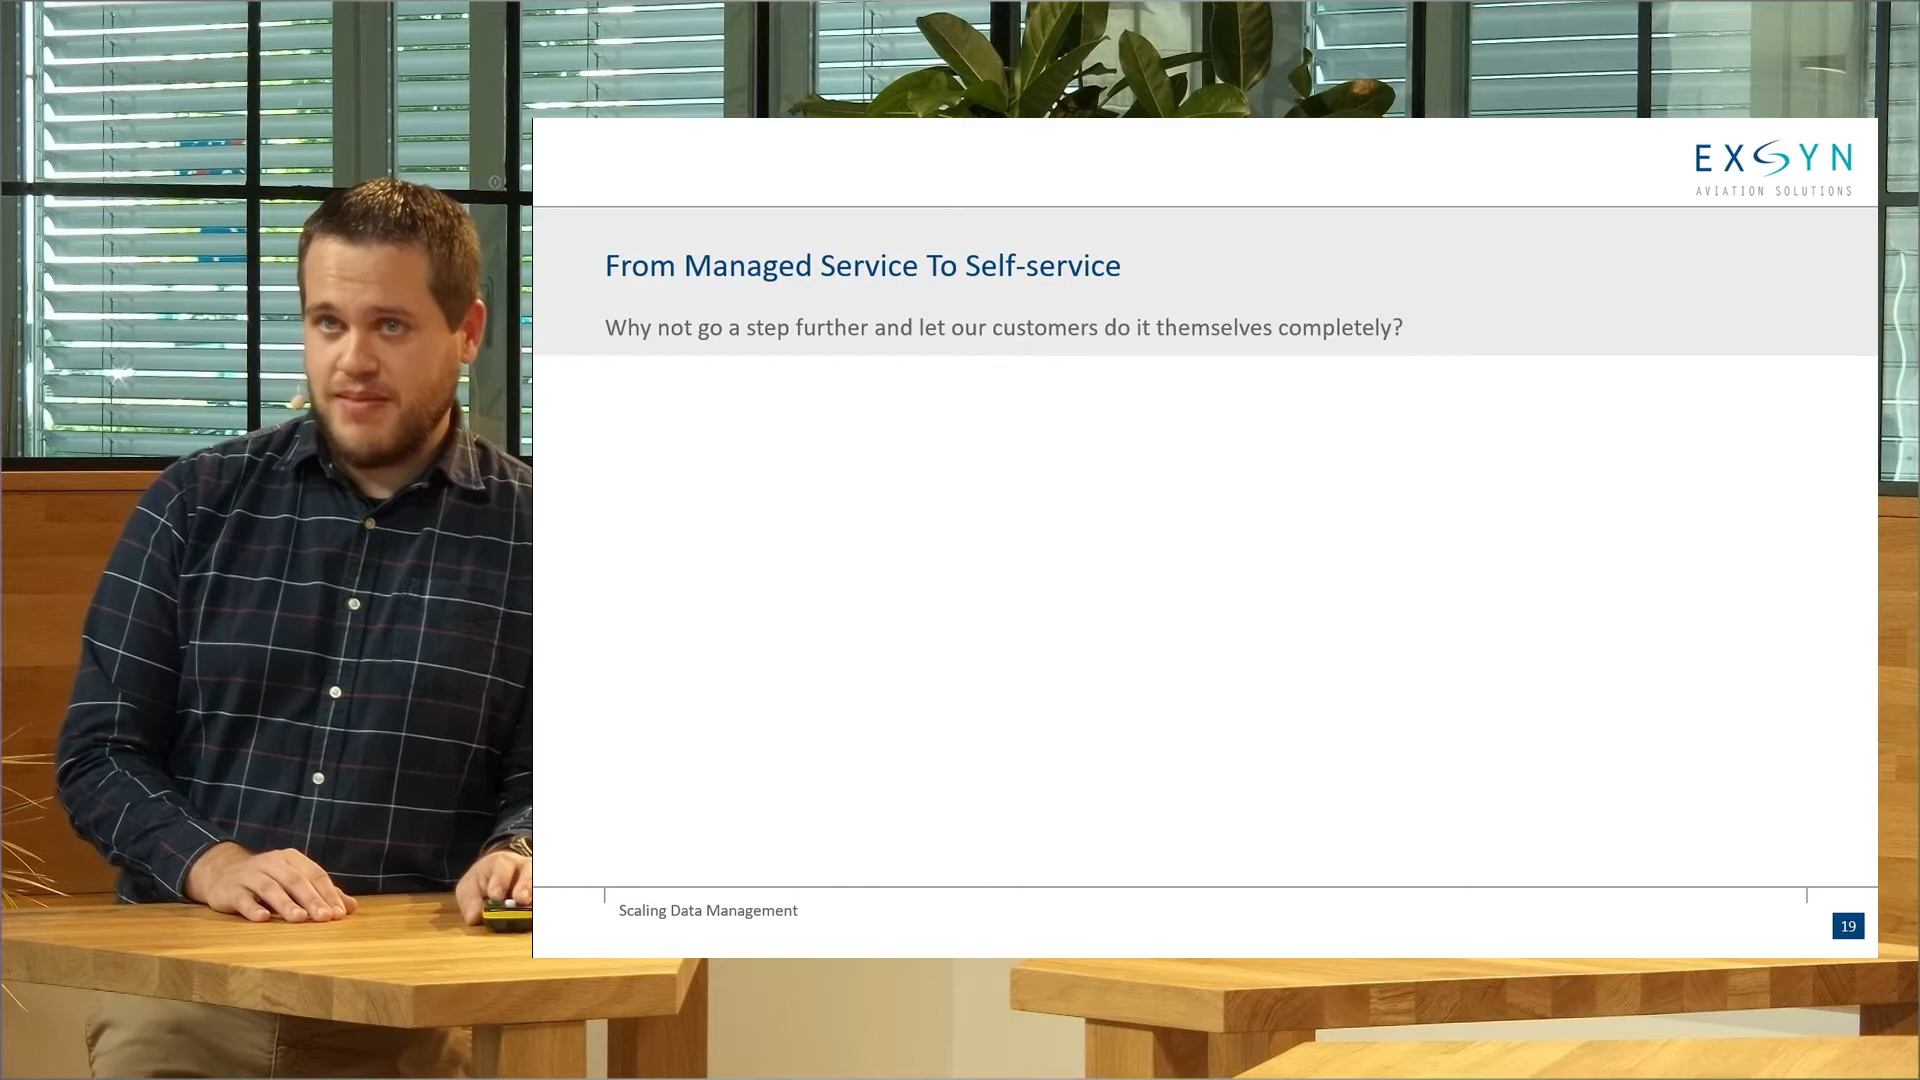 EXSYN
AVIATION SOLUTIONS
From Managed Service To Self-service
Why not go a step further and let our customers do it themselves completely?
Scaling Data Management
19